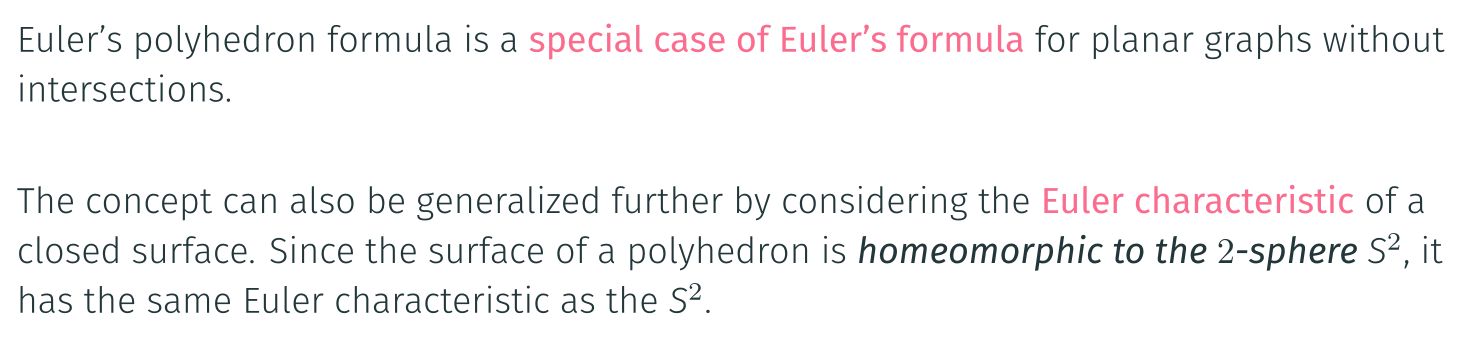 Euler’s polyhedron formula is a special case of Euler’s formula for planar graphs without
intersections.
The concept can also be generalized further by considering the Euler characteristic of a
closed surface. Since the surface of a polyhedron is homeomorphic to the 2-sphere S², it
has the same Euler characteristic as the S².